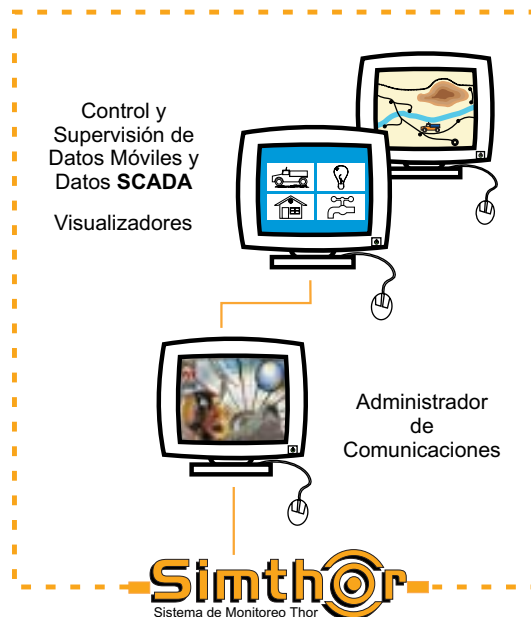 Control y
Supervisión de
Datos Móviles y
Datos SCADA
Visualizadores
Administrador
de
Comunicaciones
Simthor
Sistema de Monitoreo Thor